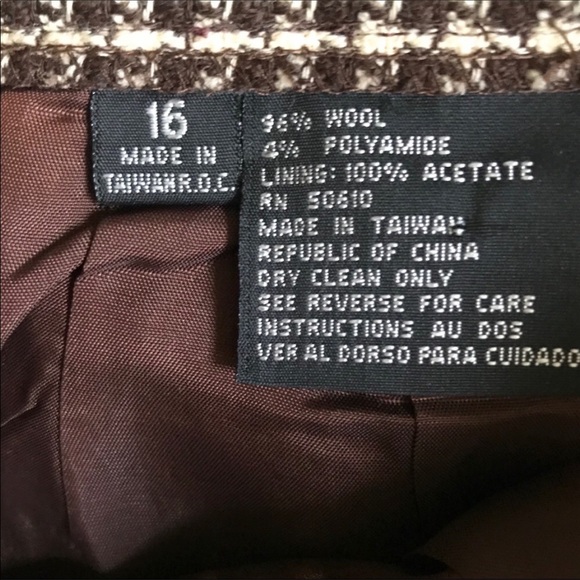 16
MADE IN
TAIWAN R.O.C.
96% WOOL
4% POLYAMIDE
LINING: 100% ACETATE
RN 50610
MADE IN TAIWAN
REPUBLIC OF CHINA
DRY CLEAN ONLY
SEE REVERSE FOR CARE
INSTRUCTIONS AU DOS
VER AL DORSO PARA CUIDADO